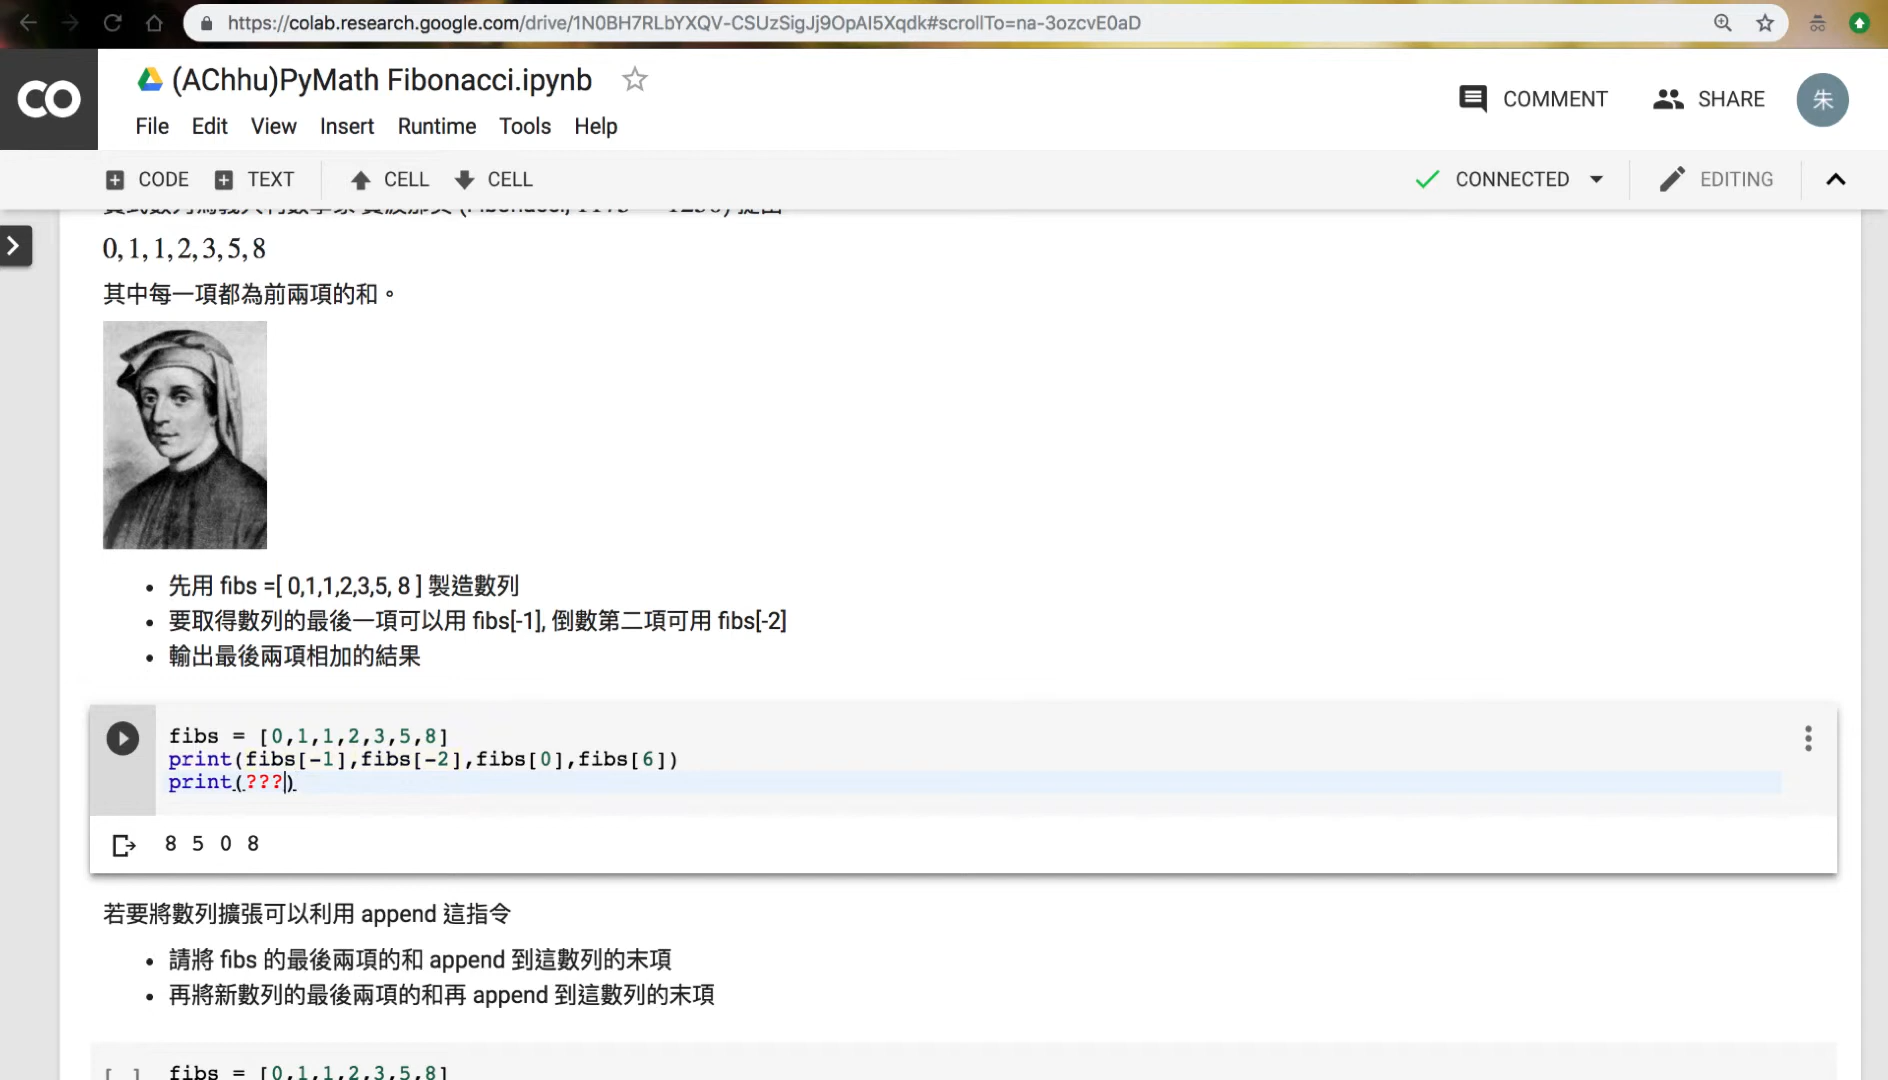 https://colab.research.google.com/drive/1N0BH7RLbYXQV-CSUzSigJj9OpAI5Xqdk#scrollTo=na-3ozcvE0aD
CO
(AChhu)PyMath Fibonacci.ipynb
COMMENT
SHARE
朱
File Edit View Insert Runtime Tools Help
CODE TEXT CELL CELL
CONNECTED
EDITING
0, 1, 1, 2, 3, 5, 8
其中每一項都為前兩項的和。
• 先用 fibs =[ 0,1,1,2,3,5, 8 ] 製造數列
• 要取得數列的最後一項可以用 fibs[-1], 倒數第二項可用 fibs[-2]
• 輸出最後兩項相加的結果
fibs = [0,1,1,2,3,5,8]
print(fibs[-1],fibs[-2],fibs[0],fibs[6])
print(???)
8 5 0 8
若要將數列擴張可以利用 append 這指令
• 請將 fibs 的最後兩項的和 append 到這數列的末項
• 再將新數列的最後兩項的和再 append 到這數列的末項
[ ] fibs = [0,1,1,2,3,5,8]